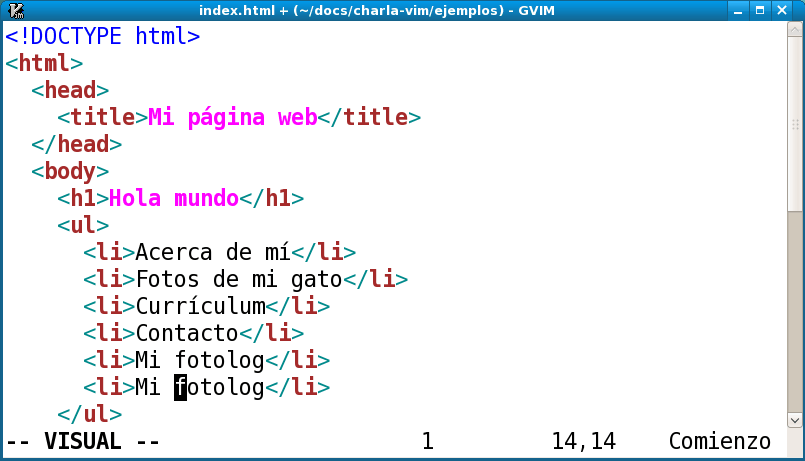 index.html + (~/docs/charla-vim/ejemplos) - GVIM
<!DOCTYPE html>
<html>
  <head>
    <title>Mi página web</title>
  </head>
  <body>
    <h1>Hola mundo</h1>
    <ul>
      <li>Acerca de mí</li>
      <li>Fotos de mi gato</li>
      <li>Currículum</li>
      <li>Contacto</li>
      <li>Mi fotolog</li>
      <li>Mi fotolog</li>
    </ul>
-- VISUAL -- 1 14,14 Comienzo